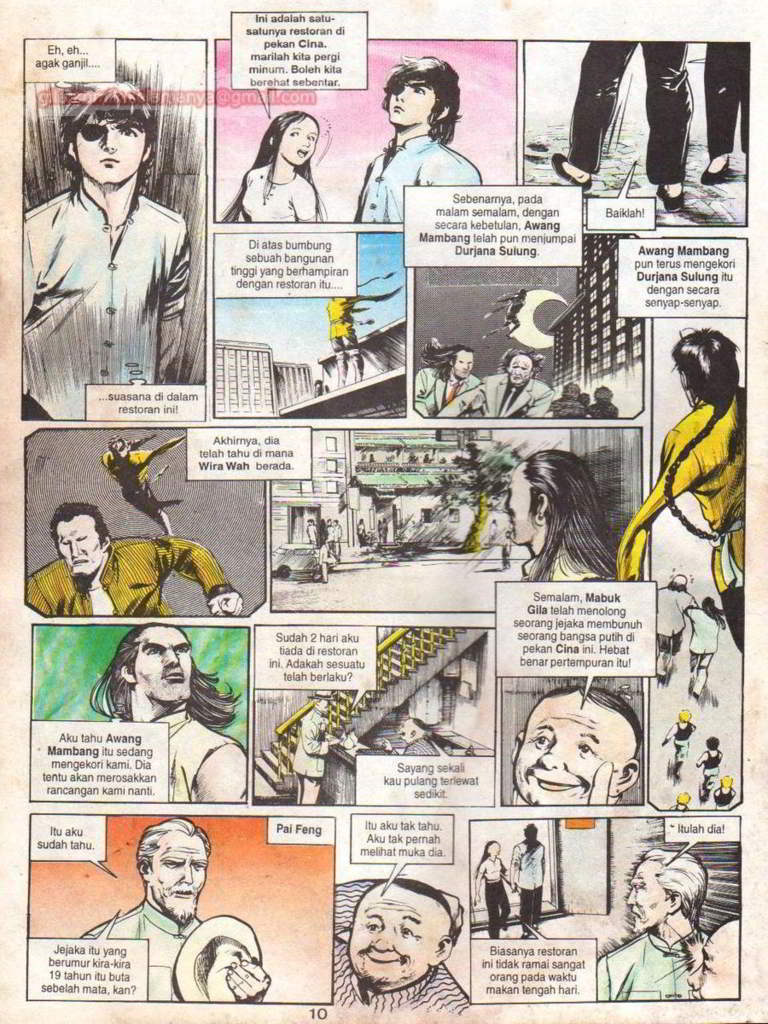 Eh, eh...
agak ganjil....
...suasana di dalam
restoran ini!
Ini adalah satu-
satunya restoran di
pekan Cina.
marilah kita pergi
minum. Boleh kita
berehat sebentar.
Baiklah!
Di atas bumbung
sebuah bangunan
tinggi yang berhampiran
dengan restoran itu....
Sebenarnya, pada
malam semalam, dengan
secara kebetulan, Awang
Mambang telah pun menjumpai
Durjana Sulung.
Awang Mambang
pun terus mengekori
Durjana Sulung itu
dengan secara
senyap-senyap.
Akhirnya, dia
telah tahu di mana
Wira Wah berada.
Aku tahu Awang
Mambang itu sedang
mengekori kami. Dia
tentu akan merosakkan
rancangan kami nanti.
Sudah 2 hari aku
tiada di restoran
ini. Adakah sesuatu
telah berlaku?
Sayang sekali
kau pulang terlewat
sedikit.
Semalam, Mabuk
Gila telah menolong
seorang jejaka membunuh
seorang bangsa putih di
pekan Cina ini. Hebat
benar pertempuran itu!
Itu aku
sudah tahu.
Pai Feng
Jejaka itu yang
berumur kira-kira
19 tahun itu buta
sebelah mata, kan?
Itu aku tak tahu.
Aku tak pernah
melihat muka dia.
Itulah dia!
Biasanya restoran
ini tidak ramai sangat
orang pada waktu
makan tengah hari.
10